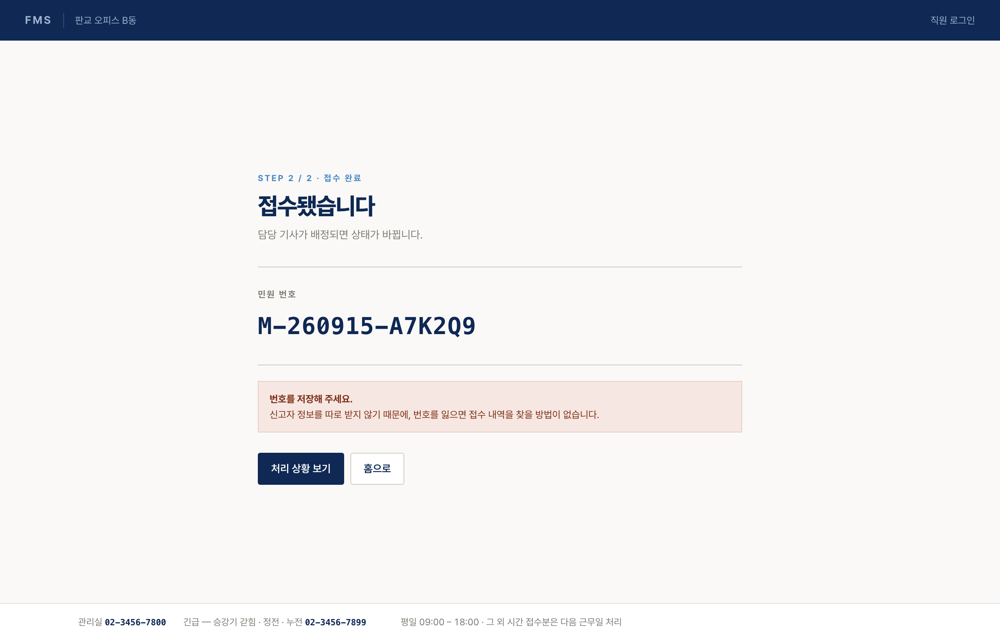 FMS
판교 오피스 B동
직원 로그인
STEP 2 / 2 · 접수 완료
접수됐습니다
담당 기사가 배정되면 상태가 바뀝니다.
민원 번호
M–260915–A7K2Q9
번호를 저장해 주세요.
신고자 정보를 따로 받지 않기 때문에, 번호를 잃으면 접수 내역을 찾을 방법이 없습니다.
처리 상황 보기
홈으로
관리실 02–3456–7800
긴급 — 승강기 갇힘 · 정전 · 누전 02–3456–7899
평일 09:00 – 18:00 · 그 외 시간 접수분은 다음 근무일 처리